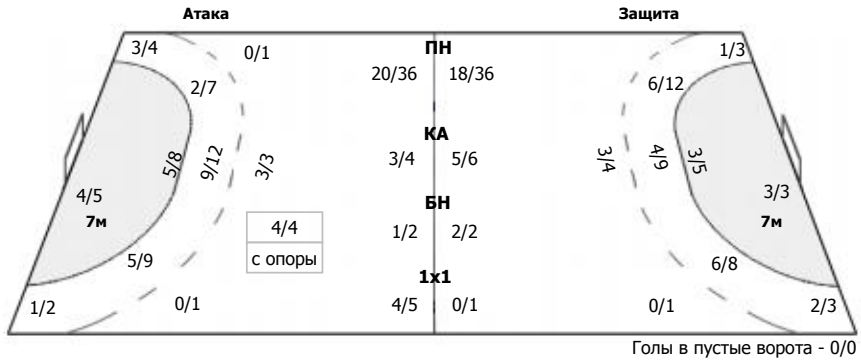 Атака Защита
3/4 0/1 ПН 1/3
2/7 20/36 18/36 6/12
КА
5/8 9/12 3/3 3/4 5/6 3/4 4/9 3/5
4/5 3/3
7м БН 7м
4/4 1/2 2/2
5/9 с опоры 6/8
1x1
1/2 0/1 4/5 0/1 0/1 2/3
Голы в пустые ворота - 0/0